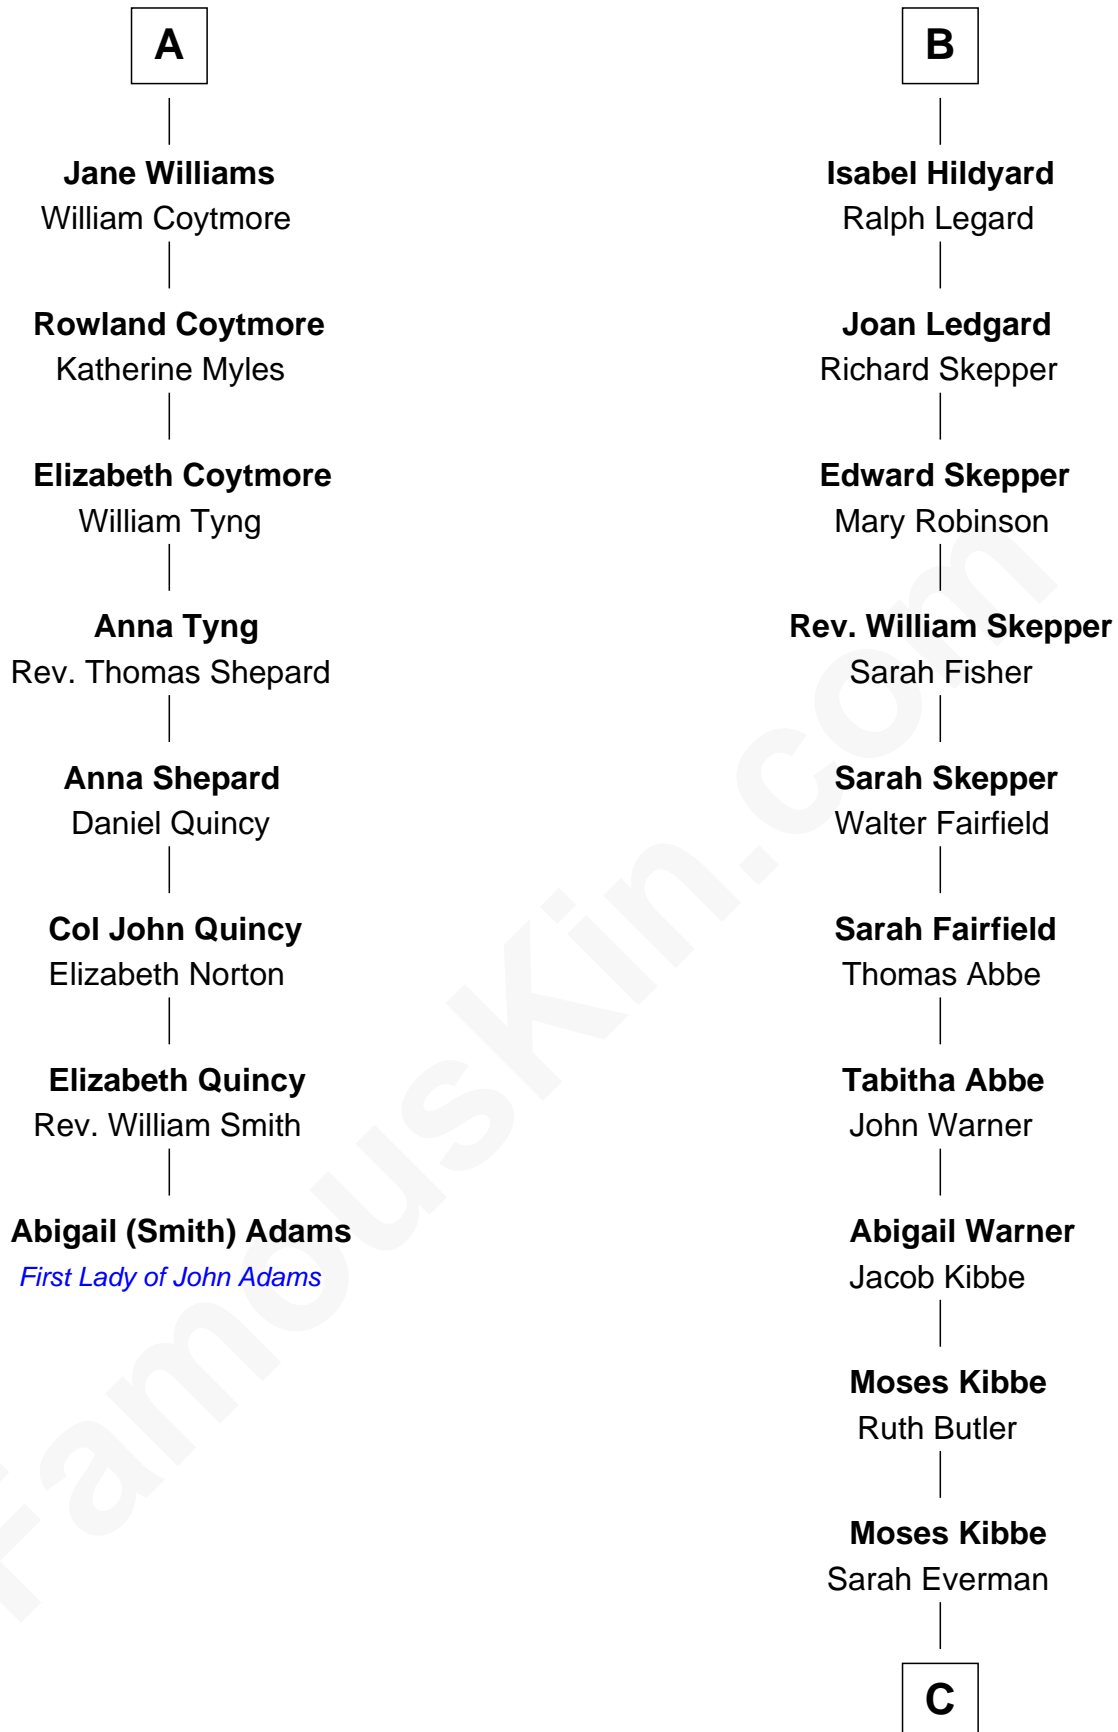 A
Jane Williams
William Coytmore
Rowland Coytmore
Katherine Myles
Elizabeth Coytmore
William Tyng
Anna Tyng
Rev. Thomas Shepard
Anna Shepard
Daniel Quincy
Col John Quincy
Elizabeth Norton
Elizabeth Quincy
Rev. William Smith
Abigail (Smith) Adams
First Lady of John Adams
B
Isabel Hildyard
Ralph Legard
Joan Ledgard
Richard Skepper
Edward Skepper
Mary Robinson
Rev. William Skepper
Sarah Fisher
Sarah Skepper
Walter Fairfield
Sarah Fairfield
Thomas Abbe
Tabitha Abbe
John Warner
Abigail Warner
Jacob Kibbe
Moses Kibbe
Ruth Butler
Moses Kibbe
Sarah Everman
C
FamousKin.com